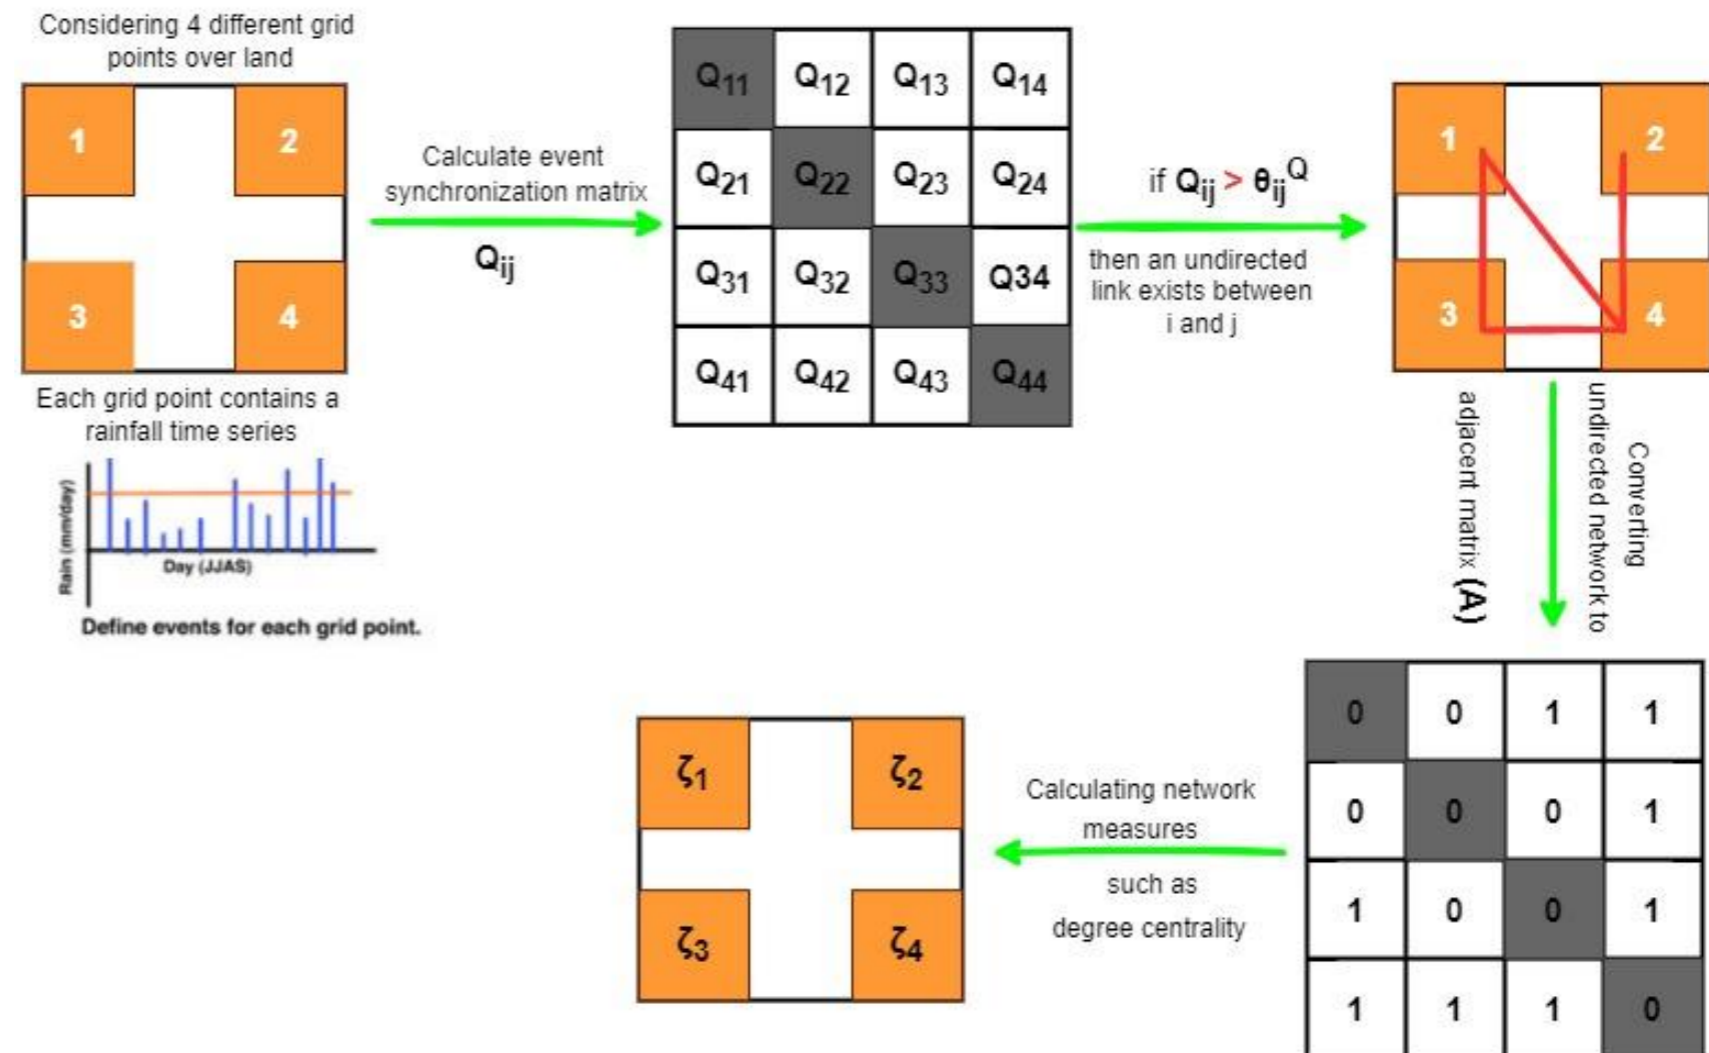 Considering 4 different grid
points over land
1
2
3
4
Each grid point contains a
rainfall time series
Rain (mm/day)
Day (JJAS)
Define events for each grid point.
Calculate event
synchronization matrix
Qij
Q11 Q12 Q13 Q14
Q21 Q22 Q23 Q24
Q31 Q32 Q33 Q34
Q41 Q42 Q43 Q44
if Qij > θij^Q
then an undirected
link exists between
i and j
1
2
3
4
Converting
undirected network to
adjacent matrix (A)
0 0 1 1
0 0 0 1
1 0 0 1
1 1 1 0
Calculating network
measures
such as
degree centrality
ζ1
ζ2
ζ3
ζ4